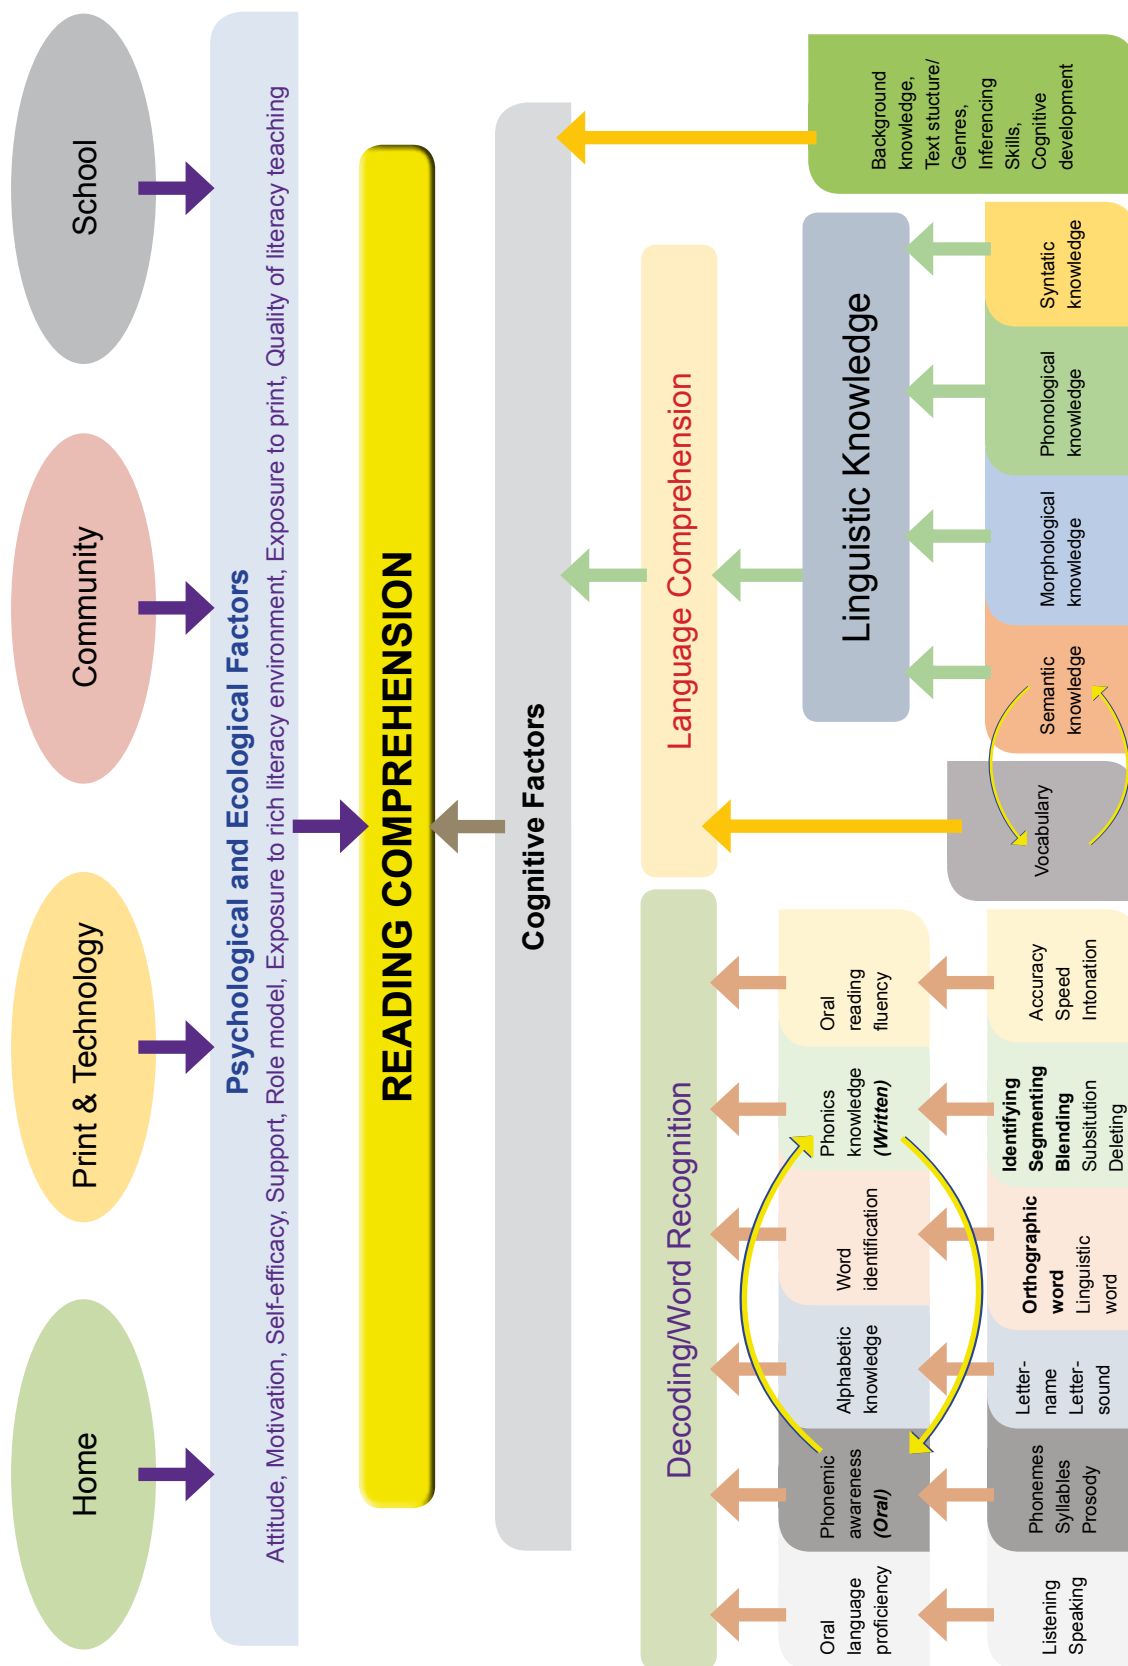 Home
Print & Technology
Community
School
Psychological and Ecological Factors
Attitude, Motivation, Self-efficacy, Support, Role model, Exposure to rich literacy environment, Exposure to print, Quality of literacy teaching
READING COMPREHENSION
Cognitive Factors
Decoding/Word Recognition
Language Comprehension
Oral
language
proficiency
Phonemic
awareness
(Oral)
Alphabetic
knowledge
Word
identification
Phonics
knowledge
(Written)
Oral
reading
fluency
Linguistic Knowledge
Background
knowledge,
Text stucture/
Genres,
Inferencing
Skills,
Cognitive
development
Listening
Speaking
Phonemes
Syllables
Prosody
Letter-
name
Letter-
sound
Orthographic
word
Linguistic
word
Identifying
Segmenting
Blending
Subsitution
Deleting
Accuracy
Speed
Intonation
Vocabulary
Semantic
knowledge
Morphological
knowledge
Phonological
knowledge
Syntatic
knowledge